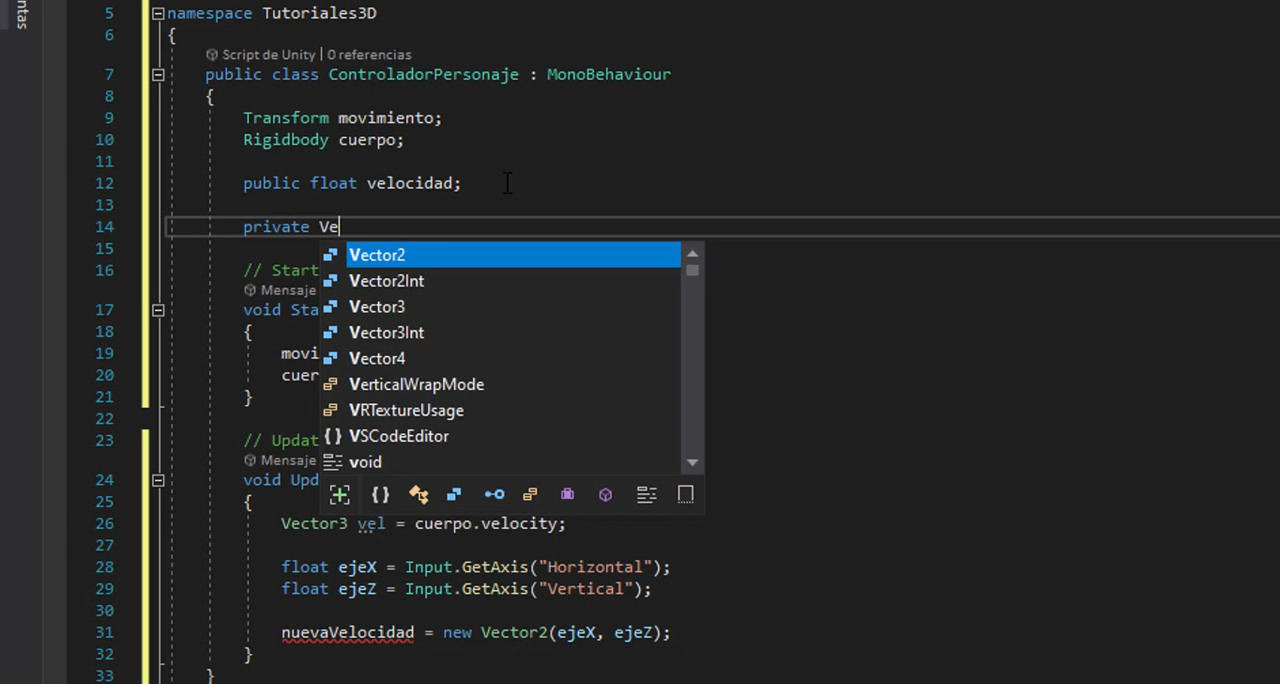 ntas
5 namespace Tutoriales3D
6 {
Script de Unity | 0 referencias
7 public class ControladorPersonaje : MonoBehaviour
8 {
9 Transform movimiento;
10 Rigidbody cuerpo;
11
12 public float velocidad;
13
14 private Ve
15
Vector2
16 // Start
Vector2Int
Mensaje
17 void Sta
Vector3
18 {
Vector3Int
19 movi
Vector4
20 cuer
VerticalWrapMode
21 }
VRTextureUsage
22
23 // Updat
VSCodeEditor
Mensaje
void
24 void Upd
25 {
26 Vector3 vel = cuerpo.velocity;
27
28 float ejeX = Input.GetAxis("Horizontal");
29 float ejeZ = Input.GetAxis("Vertical");
30
31 nuevaVelocidad = new Vector2(ejeX, ejeZ);
32 }
33 }